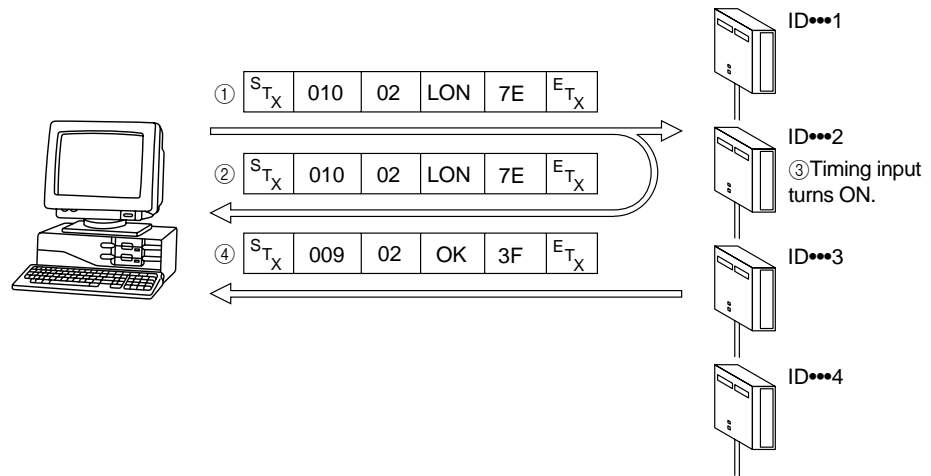 ① STX 010 02 LON 7E ETX
② STX 010 02 LON 7E ETX
④ STX 009 02 OK 3F ETX
ID•••1
ID•••2
③Timing input
turns ON.
ID•••3
ID•••4